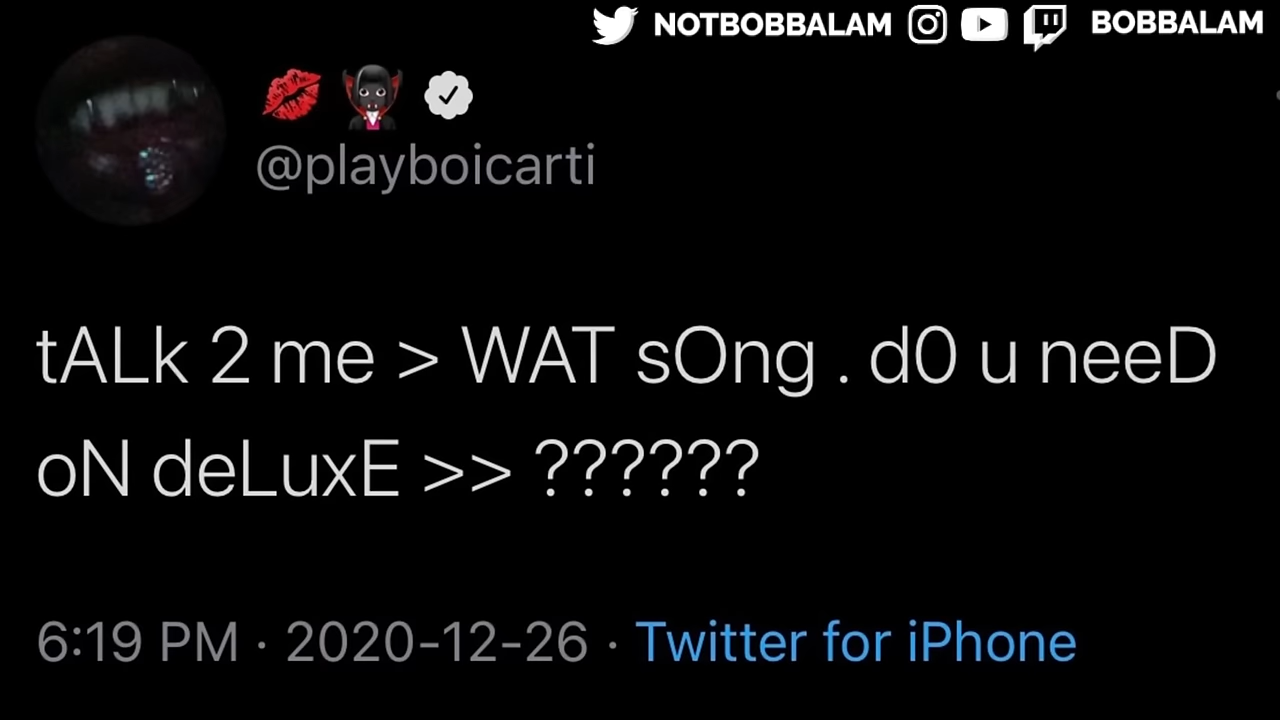 NOTBOBBALAM BOBBALAM
@playboicarti
tALk 2 me > WAT sOng . d0 u neeD
oN deLuxE >> ??????
6:19 PM · 2020-12-26 · Twitter for iPhone